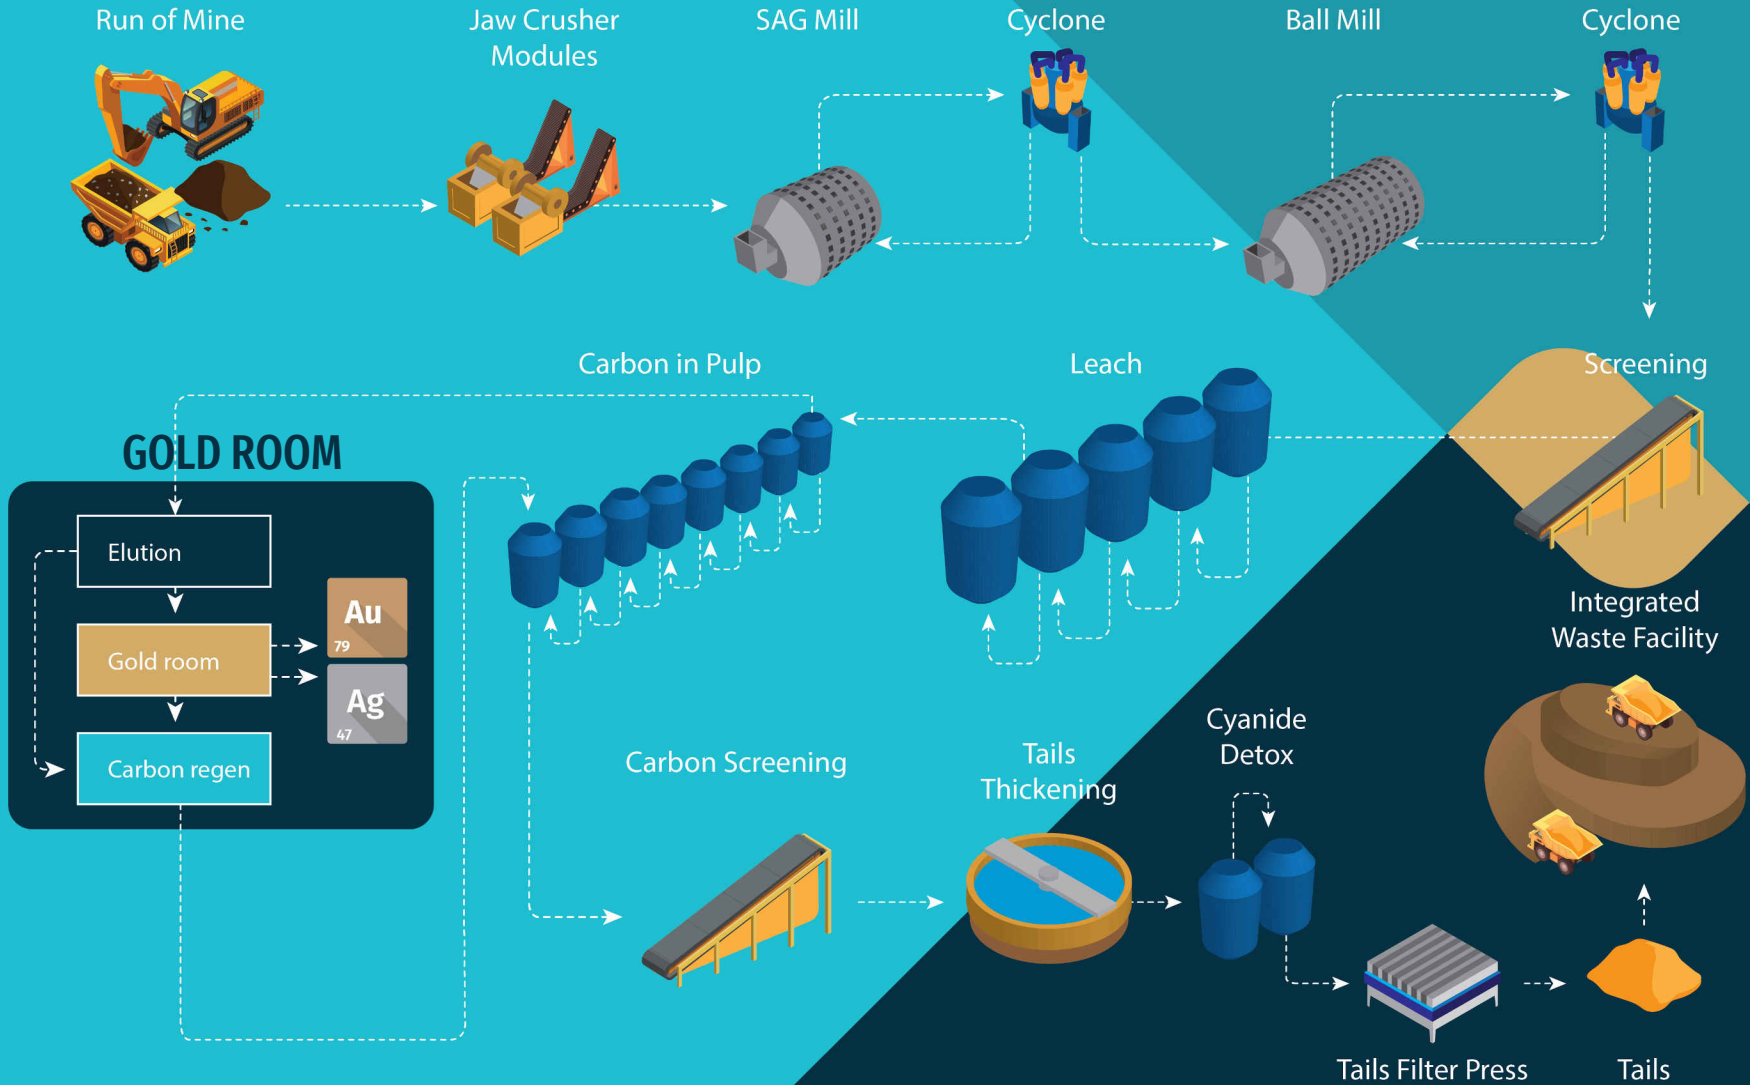 Run of Mine
Jaw Crusher
Modules
SAG Mill
Cyclone
Ball Mill
Cyclone
Carbon in Pulp
Leach
Screening
GOLD ROOM
Elution
Gold room
Carbon regen
Au
79
Ag
47
Carbon Screening
Tails
Thickening
Cyanide
Detox
Integrated
Waste Facility
Tails Filter Press
Tails